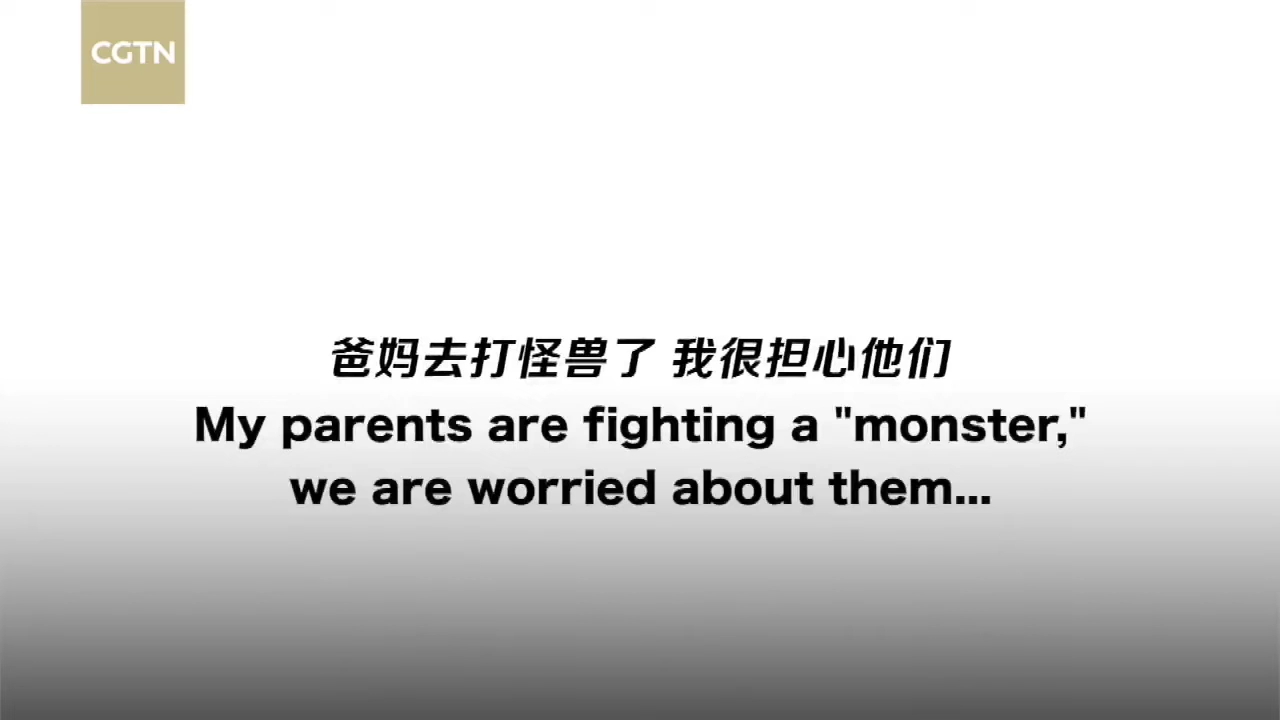 CGTN
爸妈去打怪兽了 我很担心他们
My parents are fighting a "monster,"
we are worried about them...